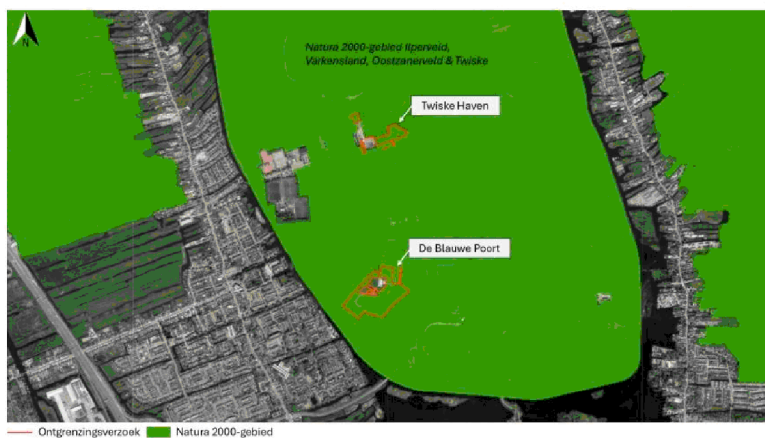 N
Natura 2000-gebied Ilperveld,
Varkensland, Oostzanerveld & Twiske
Twiske Haven
De Blauwe Poort
Ontgrenzingsverzoek
Natura 2000-gebied